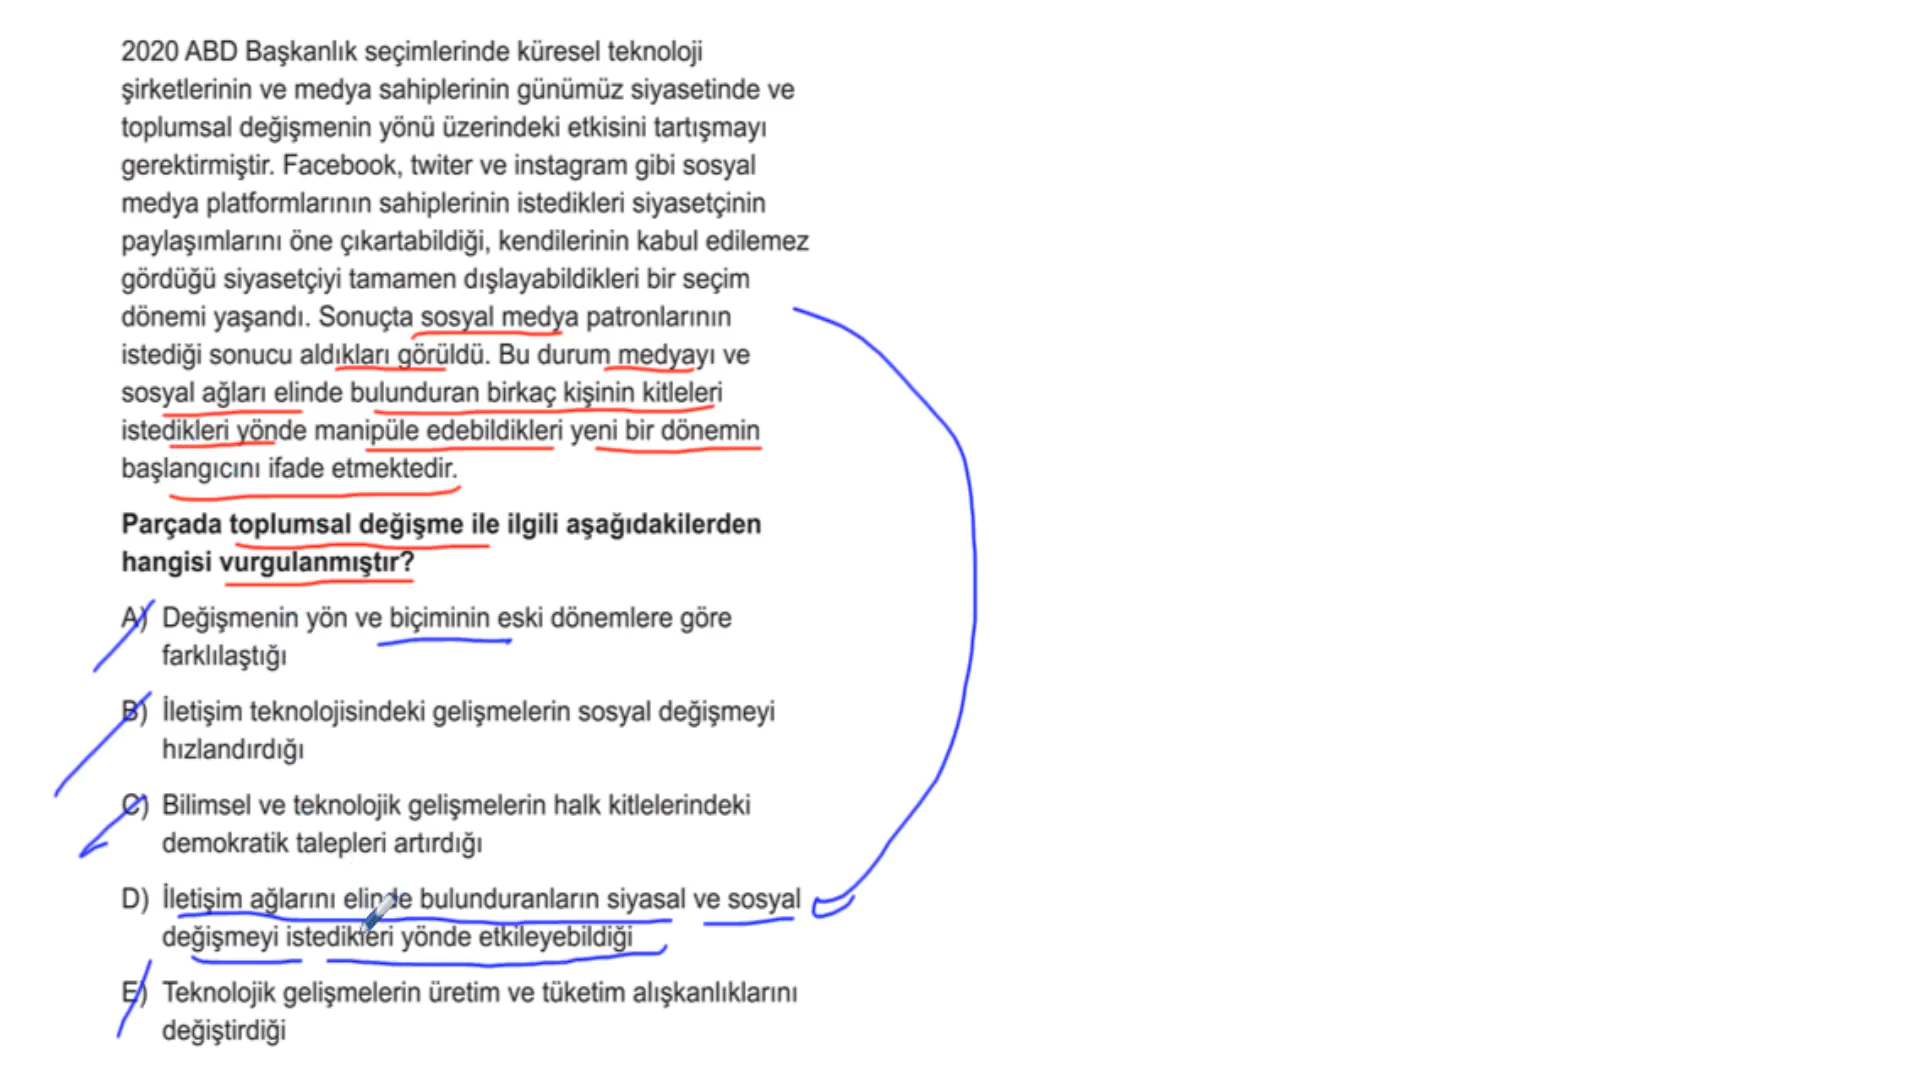 2020 ABD Başkanlık seçimlerinde küresel teknoloji
şirketlerinin ve medya sahiplerinin günümüz siyasetinde ve
toplumsal değişmenin yönü üzerindeki etkisini tartışmayı
gerektirmiştir. Facebook, twiter ve instagram gibi sosyal
medya platformlarının sahiplerinin istedikleri siyasetçinin
paylaşımlarını öne çıkartabildiği, kendilerinin kabul edilemez
gördüğü siyasetçiyi tamamen dışlayabildikleri bir seçim
dönemi yaşandı. Sonuçta sosyal medya patronlarının
istediği sonucu aldıkları görüldü. Bu durum medyayı ve
sosyal ağları elinde bulunduran birkaç kişinin kitleleri
istedikleri yönde manipüle edebildikleri yeni bir dönemin
başlangıcını ifade etmektedir.
Parçada toplumsal değişme ile ilgili aşağıdakilerden
hangisi vurgulanmıştır?
A) Değişmenin yön ve biçiminin eski dönemlere göre
farklılaştığı
B) İletişim teknolojisindeki gelişmelerin sosyal değişmeyi
hızlandırdığı
C) Bilimsel ve teknolojik gelişmelerin halk kitlelerindeki
demokratik talepleri artırdığı
D) İletişim ağlarını elinde bulunduranların siyasal ve sosyal
değişmeyi istedikleri yönde etkileyebildiği
E) Teknolojik gelişmelerin üretim ve tüketim alışkanlıklarını
değiştirdiği